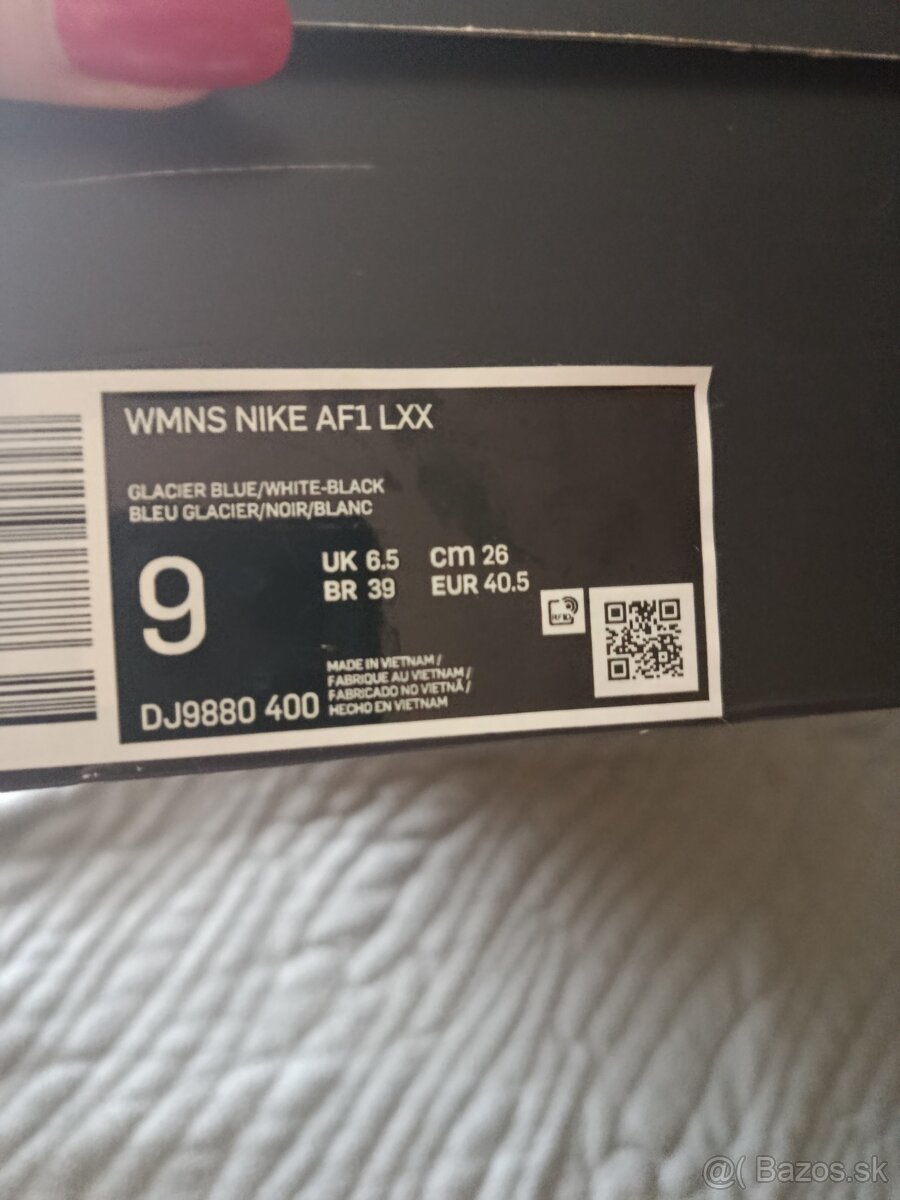 WMNS NIKE AF1 LXX
GLACIER BLUE/WHITE-BLACK
BLEU GLACIER/NOIR/BLANC
9
UK 6.5 cm 26
BR 39 EUR 40.5
RFID
DJ9880 400
MADE IN VIETNAM /
FABRIQUE AU VIETNAM /
FABRICADO NO VIETNÃ /
HECHO EN VIETNAM
@( Bazos.sk